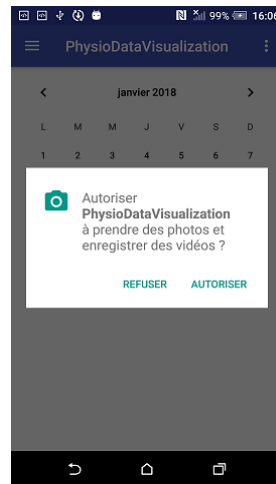 99% 16:06
PhysioDataVisualization
janvier 2018
L M M J V S D
1 2 3 4 5 6 7
Autoriser
PhysioDataVisualization
à prendre des photos et
enregistrer des vidéos ?
REFUSER AUTORISER